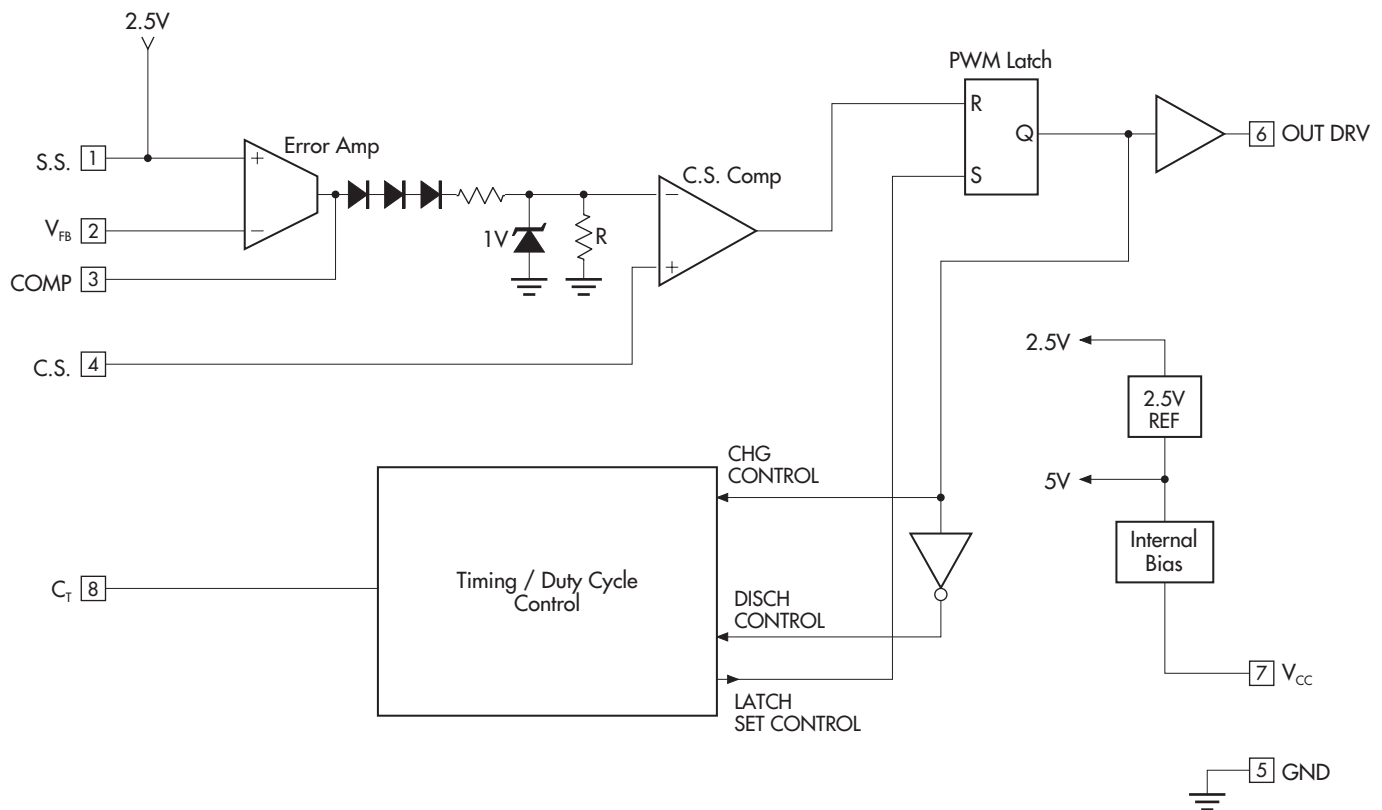 2.5V
PWM Latch
R
Q
S
6 OUT DRV
Error Amp
S.S. 1
+
C.S. Comp
VFB 2
−
−
1V
R
COMP 3
+
C.S. 4
2.5V
2.5V
REF
CHG
CONTROL
5V
Internal
Bias
CT 8
Timing / Duty Cycle
Control
DISCH
CONTROL
LATCH
SET CONTROL
7 VCC
5 GND